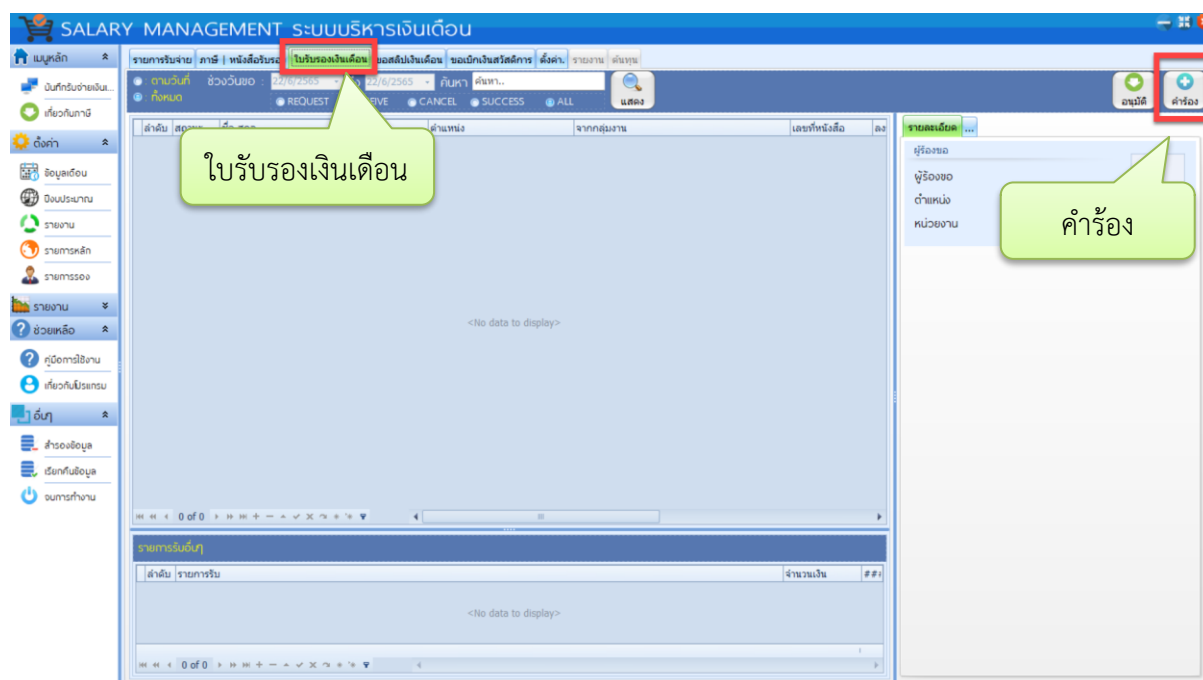 SALARY MANAGEMENT ระบบบริหารเงินเดือน
เมนูหลัก
บันทึกรับจ่ายเงินเ...
เกี่ยวกับภาษี
ตั้งค่า
ข้อมูลเดือน
ปีงบประมาณ
รายงาน
รายการหลัก
รายการรอง
รายงาน
ช่วยเหลือ
คู่มือการใช้งาน
เกี่ยวกับโปรแกรม
อื่นๆ
สำรองข้อมูล
เรียกคืนข้อมูล
จบการทำงาน
รายการรับจ่าย ภาษี | หนังสือรับรอง ใบรับรองเงินเดือน ขอสลิปเงินเดือน ขอเบิกเงินสวัสดิการ ตั้งค่า. รายงาน ต้นทุน
ตามวันที่ ช่วงวันขอ : 22/6/2565 22/6/2565 ค้นหา ค้นหา..
ทั้งหมด REQUEST CANCEL SUCCESS ALL
แสดง
อนุมัติ
คำร้อง
ลำดับ ตำแหน่ง จากกลุ่มงาน เลขที่หนังสือ ลง
ใบรับรองเงินเดือน
<No data to display>
0 of 0
รายการรับอื่นๆ
ลำดับ รายการรับ จำนวนเงิน
<No data to display>
0 of 0
รายละเอียด ...
ผู้ร้องขอ
ผู้ร้องขอ
ตำแหน่ง
หน่วยงาน
คำร้อง